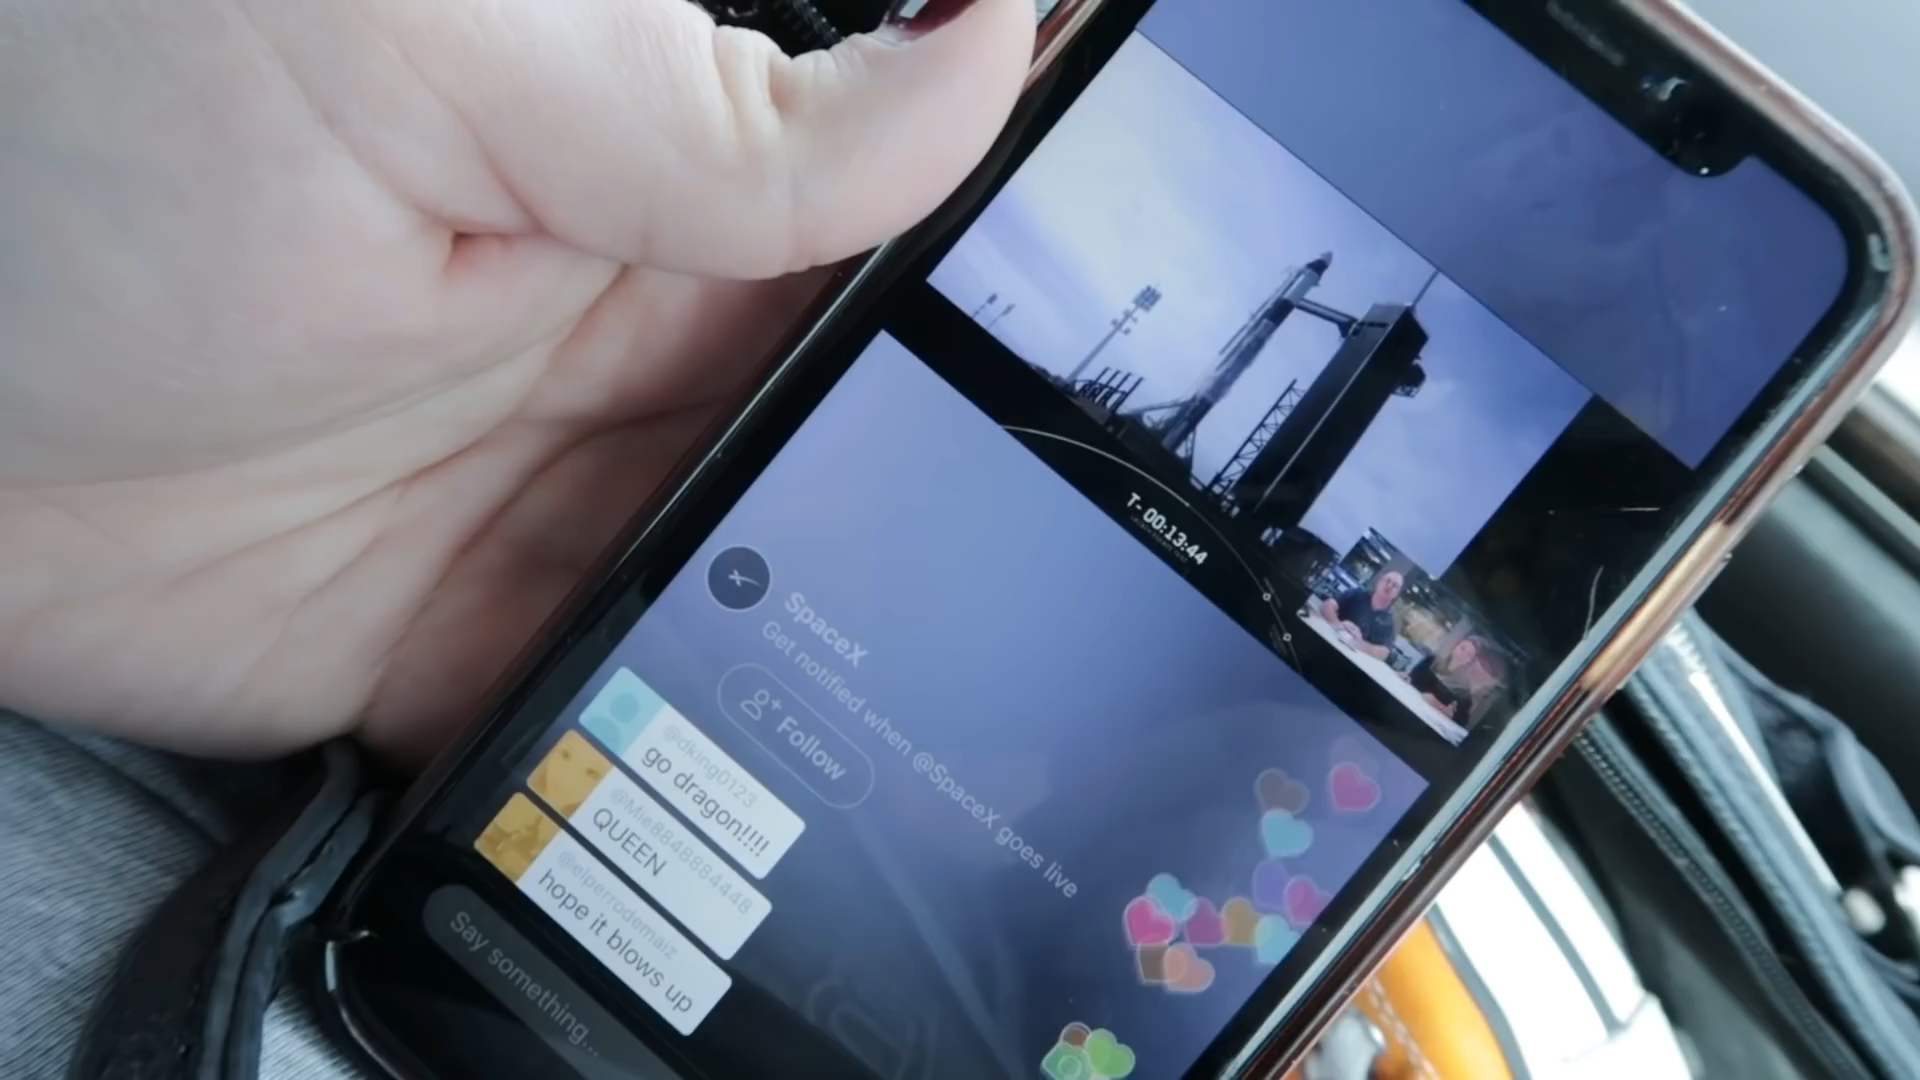 T- 00:13:44
SpaceX
Get notified when @SpaceX goes live
Follow
@dking0123
go dragon!!!!
@Mie8848884448
QUEEN
@elperrodemaiz
hope it blows up
Say something...